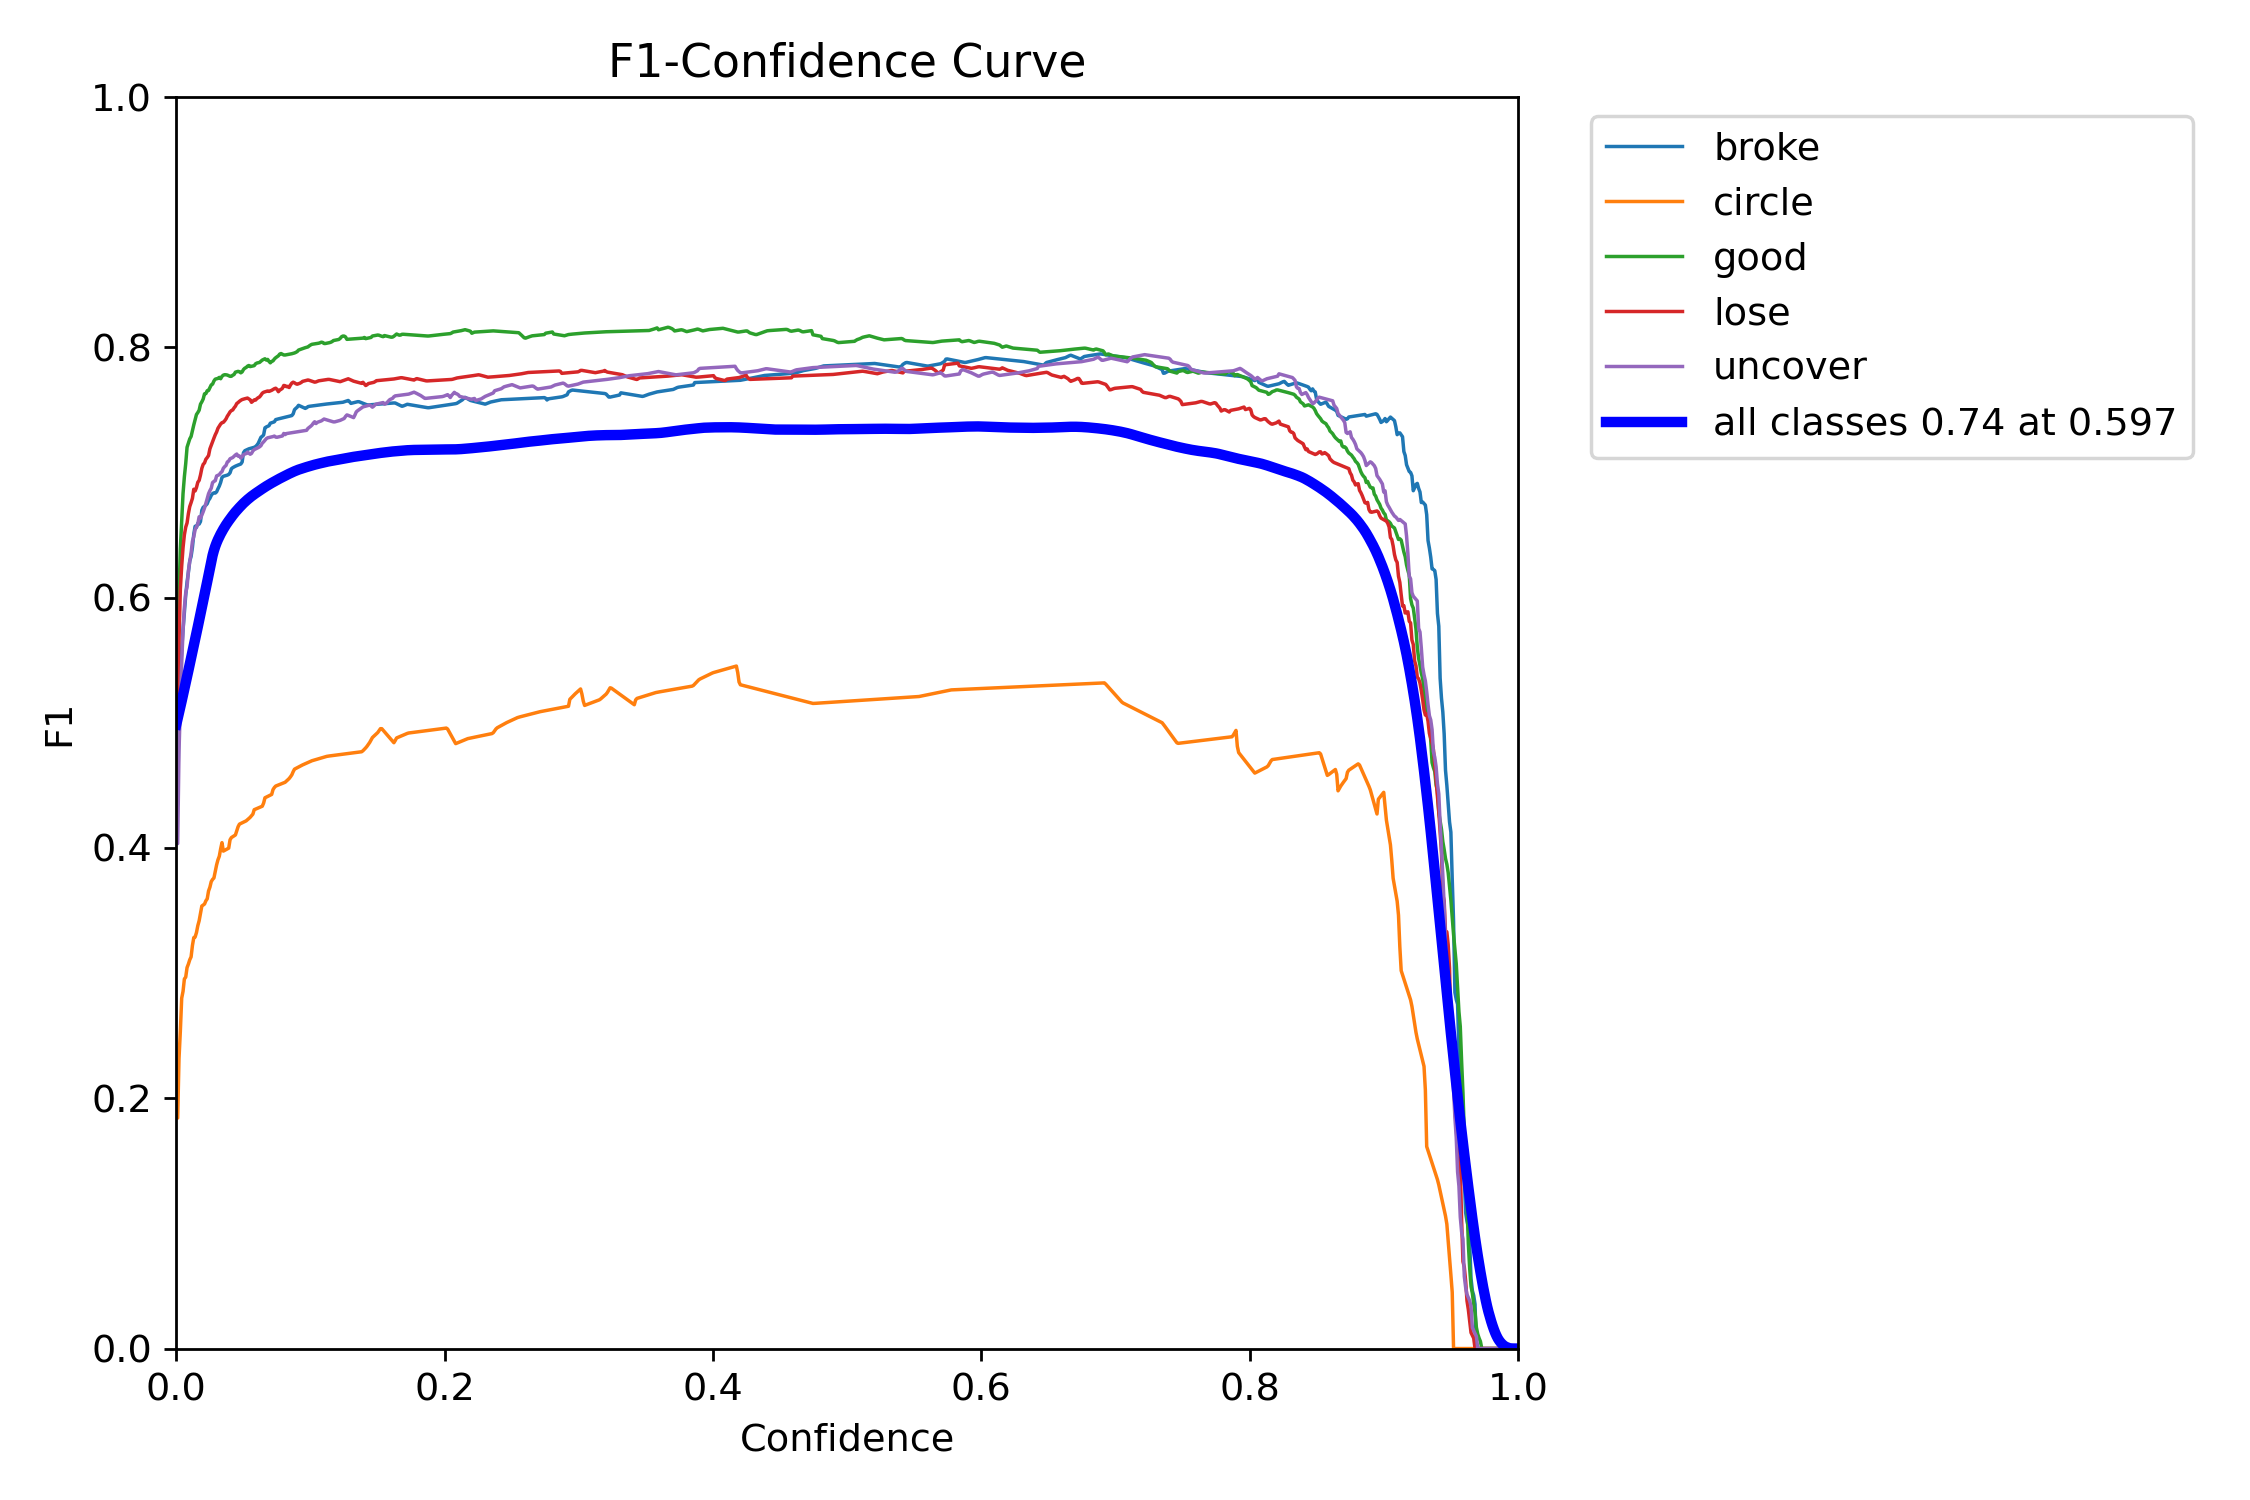 F1-Confidence Curve
1.0
0.8
0.6
0.4
0.2
0.0
F1
0.0 0.2 0.4 0.6 0.8 1.0
Confidence
broke
circle
good
lose
uncover
all classes 0.74 at 0.597